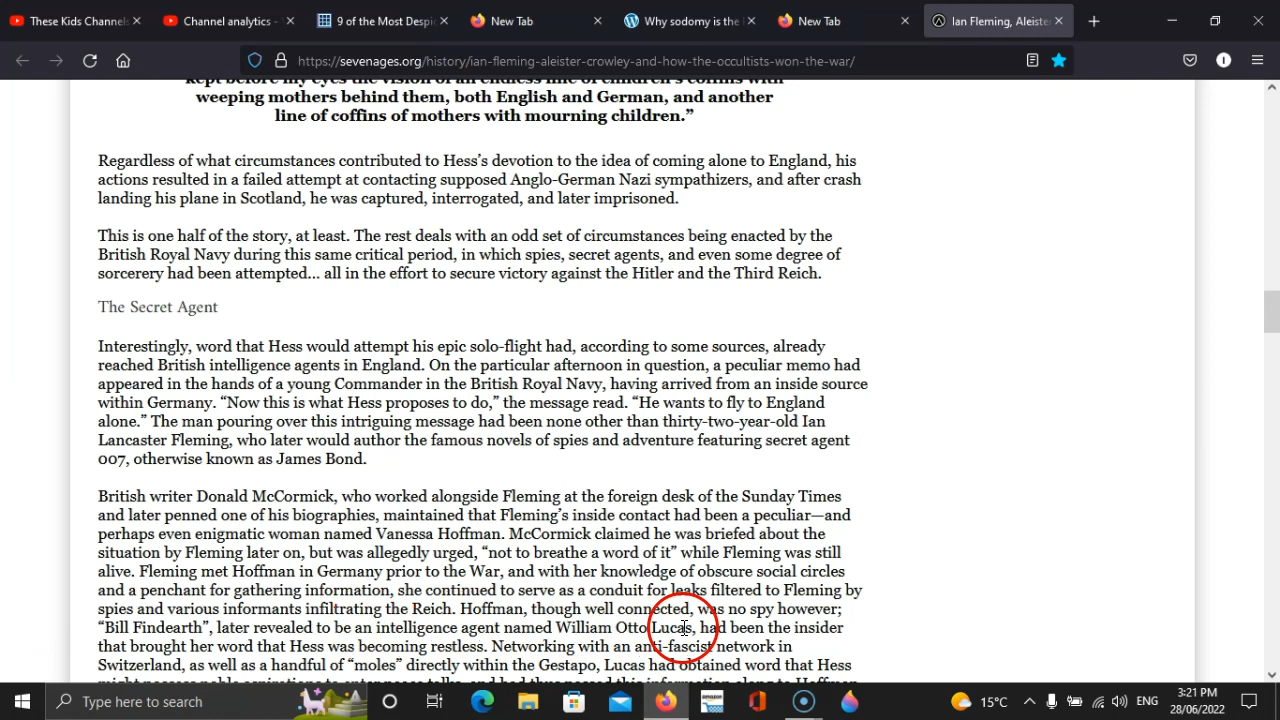 These Kids Channels
Channel analytics -
9 of the Most Despi
New Tab
Why sodomy is the
New Tab
Ian Fleming, Aleiste
https://sevenages.org/history/ian-fleming-aleister-crowley-and-how-the-occultists-won-the-war/
kept before my eyes the vision of an endless line of children's coffins with
weeping mothers behind them, both English and German, and another
line of coffins of mothers with mourning children.”
Regardless of what circumstances contributed to Hess’s devotion to the idea of coming alone to England, his
actions resulted in a failed attempt at contacting supposed Anglo-German Nazi sympathizers, and after crash
landing his plane in Scotland, he was captured, interrogated, and later imprisoned.
This is one half of the story, at least. The rest deals with an odd set of circumstances being enacted by the
British Royal Navy during this same critical period, in which spies, secret agents, and even some degree of
sorcerery had been attempted… all in the effort to secure victory against the Hitler and the Third Reich.
The Secret Agent
Interestingly, word that Hess would attempt his epic solo-flight had, according to some sources, already
reached British intelligence agents in England. On the particular afternoon in question, a peculiar memo had
appeared in the hands of a young Commander in the British Royal Navy, having arrived from an inside source
within Germany. “Now this is what Hess proposes to do,” the message read. “He wants to fly to England
alone.” The man pouring over this intriguing message had been none other than thirty-two-year-old Ian
Lancaster Fleming, who later would author the famous novels of spies and adventure featuring secret agent
007, otherwise known as James Bond.
British writer Donald McCormick, who worked alongside Fleming at the foreign desk of the Sunday Times
and later penned one of his biographies, maintained that Fleming’s inside contact had been a peculiar—and
perhaps even enigmatic woman named Vanessa Hoffman. McCormick claimed he was briefed about the
situation by Fleming later on, but was allegedly urged, “not to breathe a word of it” while Fleming was still
alive. Fleming met Hoffman in Germany prior to the War, and with her knowledge of obscure social circles
and a penchant for gathering information, she continued to serve as a conduit for leaks filtered to Fleming by
spies and various informants infiltrating the Reich. Hoffman, though well connected, was no spy however;
“Bill Findearth”, later revealed to be an intelligence agent named William Otto Lucas, had been the insider
that brought her word that Hess was becoming restless. Networking with an anti-fascist network in
Switzerland, as well as a handful of “moles” directly within the Gestapo, Lucas had obtained word that Hess
Type here to search
15°C
ENG
3:21 PM
28/06/2022